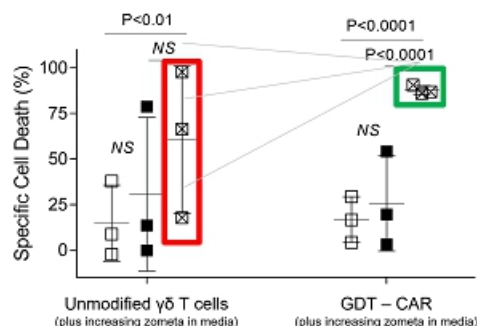 P<0.01
NS
P<0.0001
P<0.0001
Specific Cell Death (%)
100
75
50
25
0
NS
NS
Unmodified γδ T cells
(plus increasing zometa in media)
GDT – CAR
(plus increasing zometa in media)